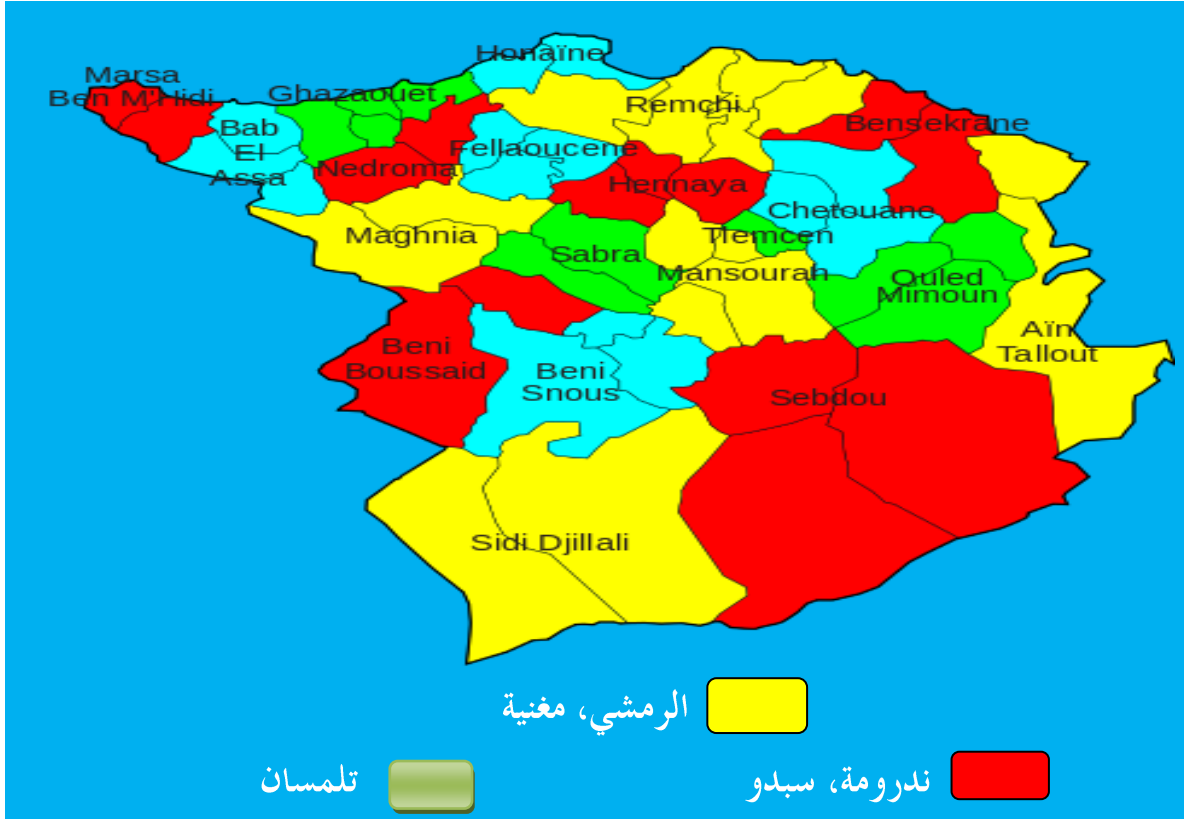 Honaïne
Marsa
Ben M'Hidi
Ghazaouet
Remchi
Bab
El
Assa
Bensekrane
Fellaoucene
Nedroma
Hennaya
Chetouane
Maghnia
Tlemcen
Sabra
Mansourah
Ouled
Mimoun
Aïn
Tallout
Beni
Boussaid
Beni
Snous
Sebdou
Sidi Djillali
الرمشي، مغنية
ندرومة، سبدو
تلمسان